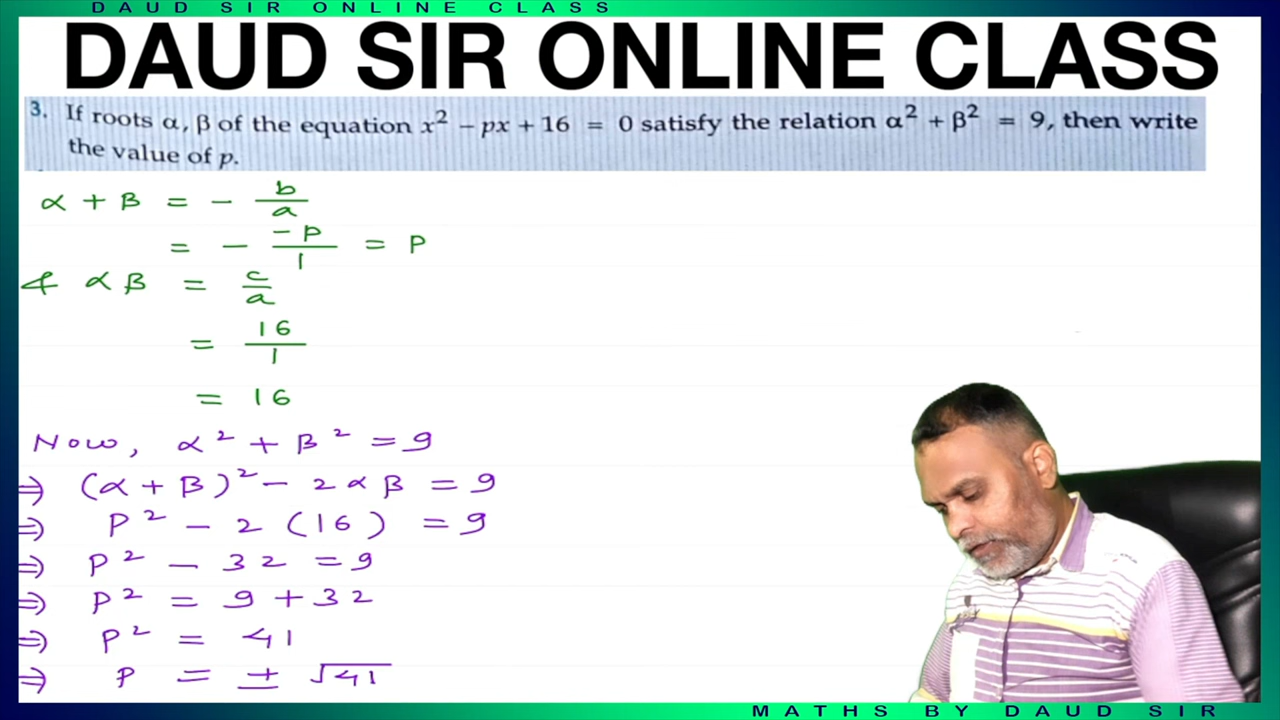 DAUD SIR ONLINE CLASS
DAUD SIR ONLINE CLASS
3. If roots α, β of the equation x² − px + 16 = 0 satisfy the relation α² + β² = 9, then write
the value of p.
α + β = − b/a
= − −P/1 = P
& αβ = c/a
= 16/1
= 16
Now, α² + β² = 9
⇒ (α + β)² − 2αβ = 9
⇒ P² − 2(16) = 9
⇒ P² − 32 = 9
⇒ P² = 9 + 32
⇒ P² = 41
⇒ P = ± √41
MATHS BY DAUD SIR